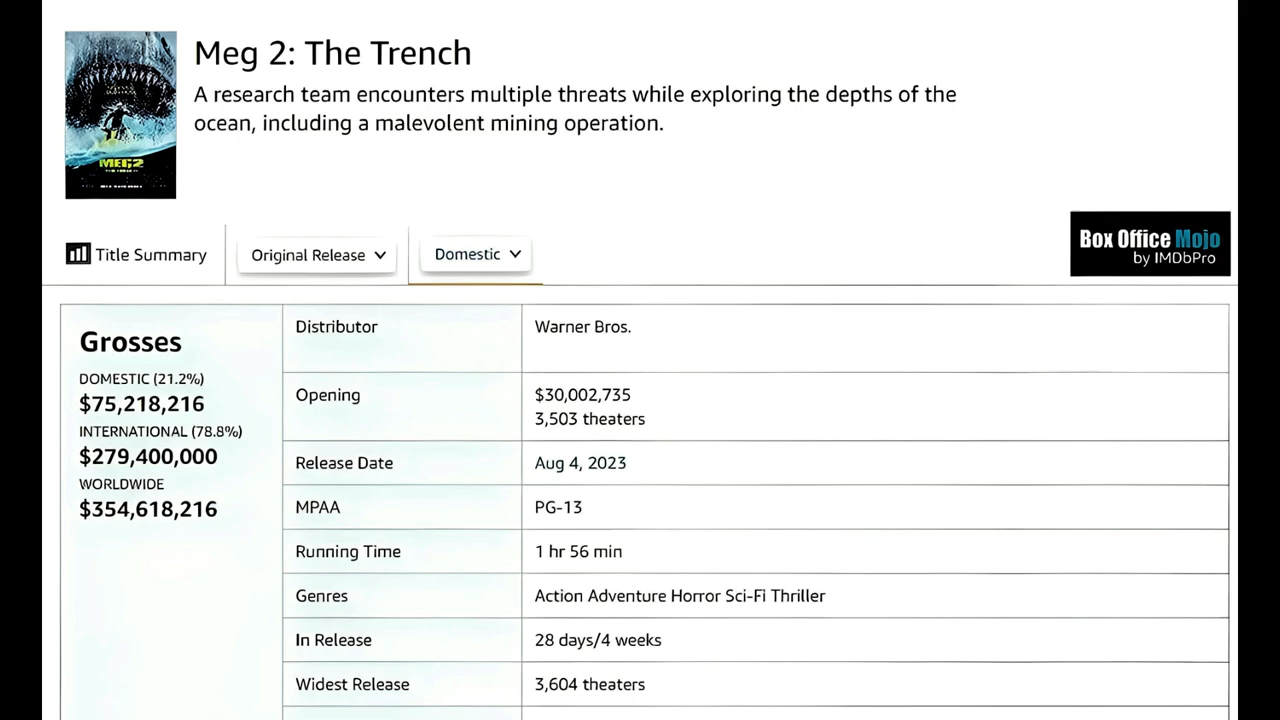 Meg 2: The Trench
A research team encounters multiple threats while exploring the depths of the
ocean, including a malevolent mining operation.
MEG 2
Title Summary
Original Release
Domestic
Box Office Mojo
by IMDbPro
Grosses
DOMESTIC (21.2%)
$75,218,216
INTERNATIONAL (78.8%)
$279,400,000
WORLDWIDE
$354,618,216
Distributor
Warner Bros.
Opening
$30,002,735
3,503 theaters
Release Date
Aug 4, 2023
MPAA
PG-13
Running Time
1 hr 56 min
Genres
Action Adventure Horror Sci-Fi Thriller
In Release
28 days/4 weeks
Widest Release
3,604 theaters